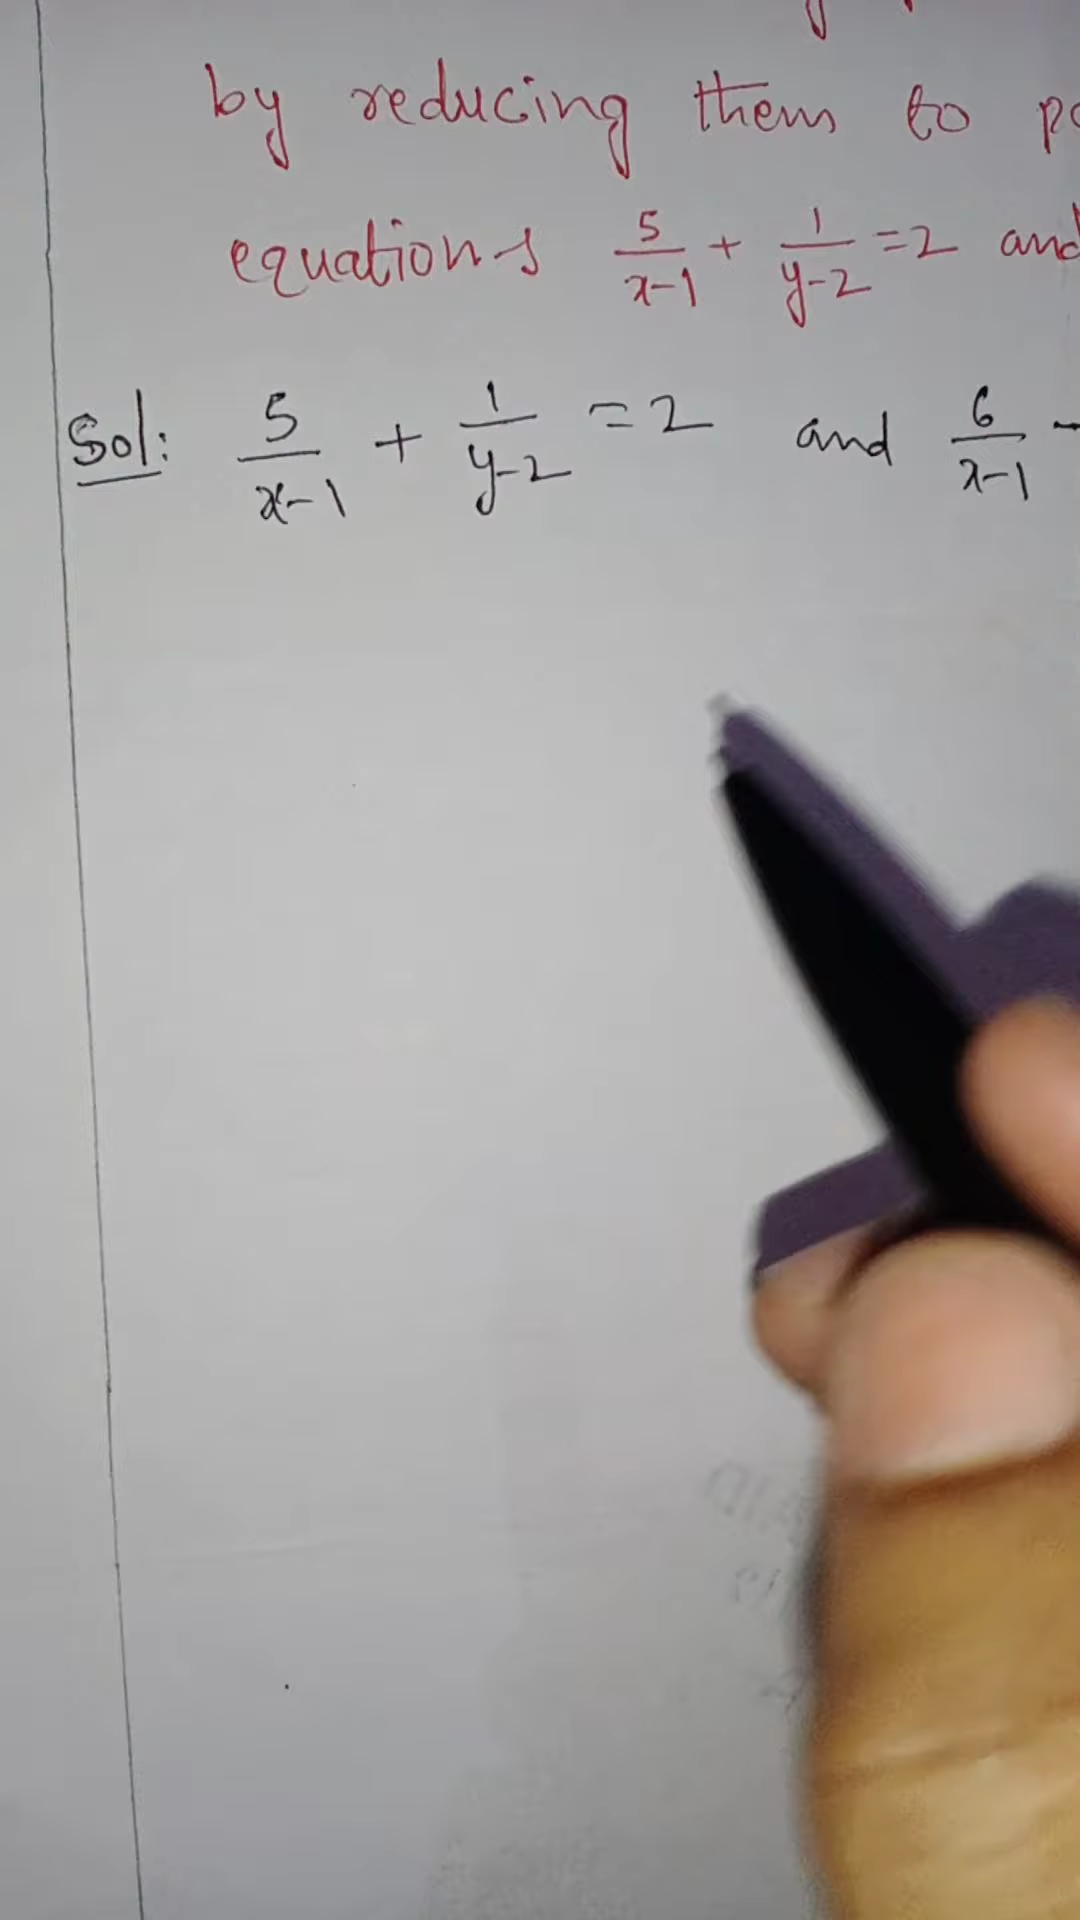 by reducing them to
equations 5/(x-1) + 1/(y-2) = 2 and
Sol: 5/(x-1) + 1/(y-2) = 2 and 6/(x-1) -